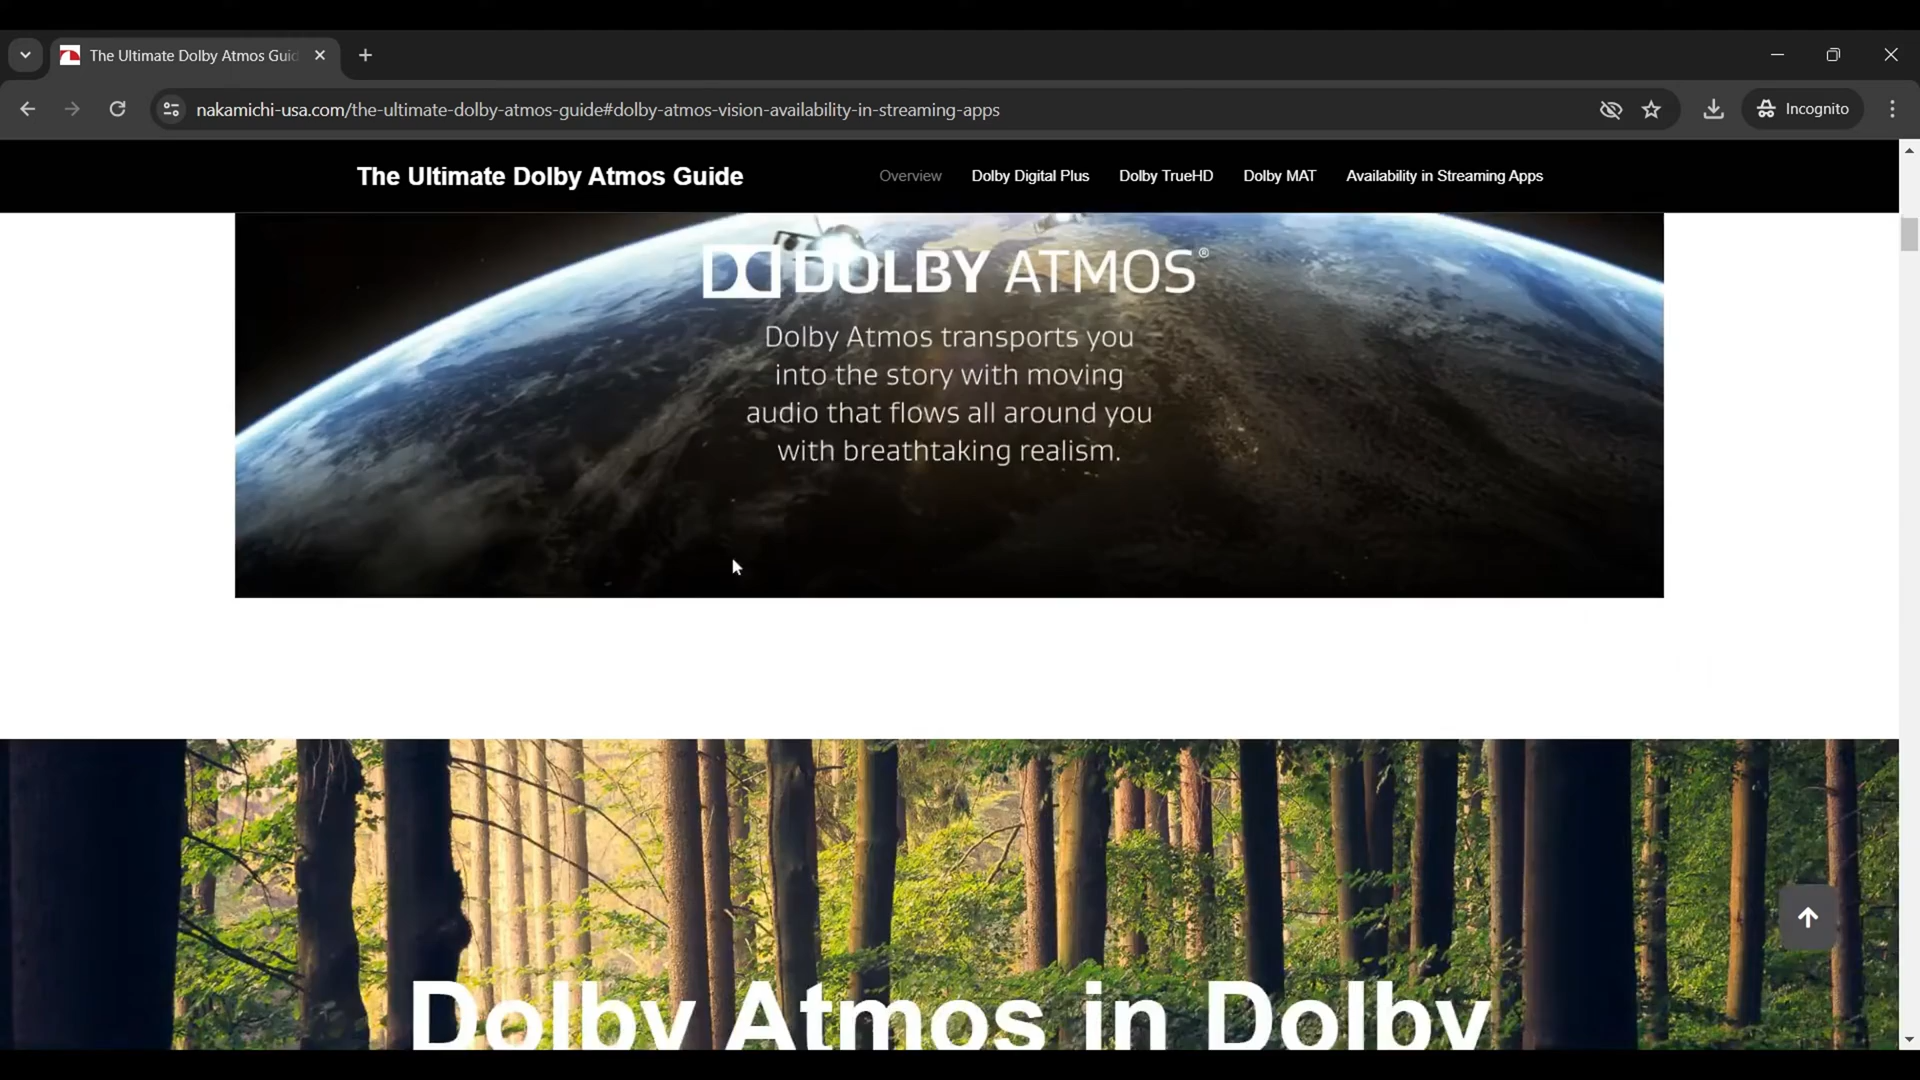 The Ultimate Dolby Atmos Guid
nakamichi-usa.com/the-ultimate-dolby-atmos-guide#dolby-atmos-vision-availability-in-streaming-apps
Incognito
The Ultimate Dolby Atmos Guide
Overview
Dolby Digital Plus
Dolby TrueHD
Dolby MAT
Availability in Streaming Apps
DOLBY ATMOS®
Dolby Atmos transports you
into the story with moving
audio that flows all around you
with breathtaking realism.
Dolby Atmos in Dolby